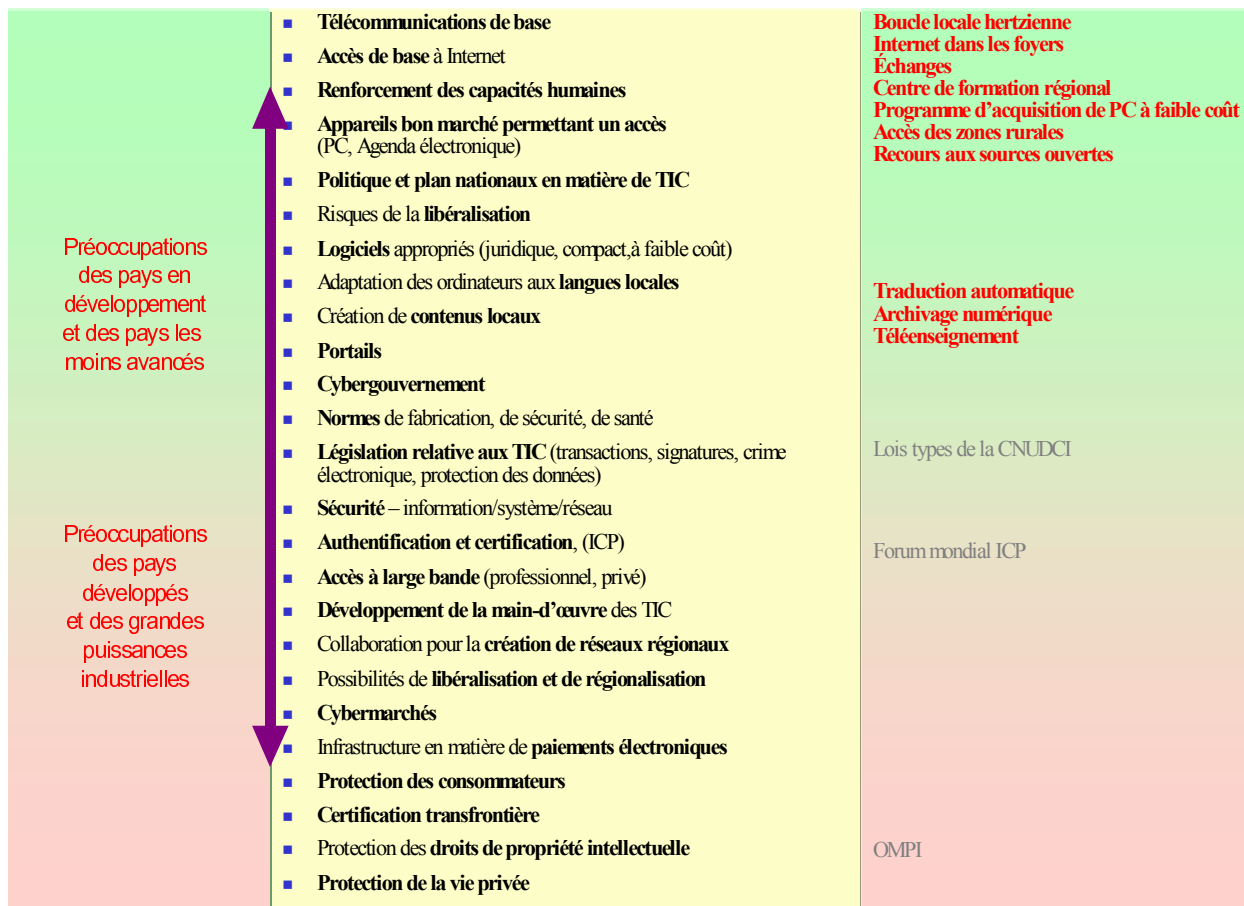 Préoccupations
des pays en
développement
et des pays les
moins avancés
Préoccupations
des pays
développés
et des grandes
puissances
industrielles
Télécommunications de base
Accès de base à Internet
Renforcement des capacités humaines
Appareils bon marché permettant un accès
(PC, Agenda électronique)
Politique et plan nationaux en matière de TIC
Risques de la libéralisation
Logiciels appropriés (juridique, compact,à faible coût)
Adaptation des ordinateurs aux langues locales
Création de contenus locaux
Portails
Cybergouvernement
Normes de fabrication, de sécurité, de santé
Législation relative aux TIC (transactions, signatures, crime
électronique, protection des données)
Sécurité – information/système/réseau
Authentification et certification, (ICP)
Accès à large bande (professionnel, privé)
Développement de la main-d’œuvre des TIC
Collaboration pour la création de réseaux régionaux
Possibilités de libéralisation et de régionalisation
Cybermarchés
Infrastructure en matière de paiements électroniques
Protection des consommateurs
Certification transfrontière
Protection des droits de propriété intellectuelle
Protection de la vie privée
Boucle locale hertzienne
Internet dans les foyers
Échanges
Centre de formation régional
Programme d’acquisition de PC à faible coût
Accès des zones rurales
Recours aux sources ouvertes
Traduction automatique
Archivage numérique
Téléenseignement
Lois types de la CNUDCI
Forum mondial ICP
OMPI